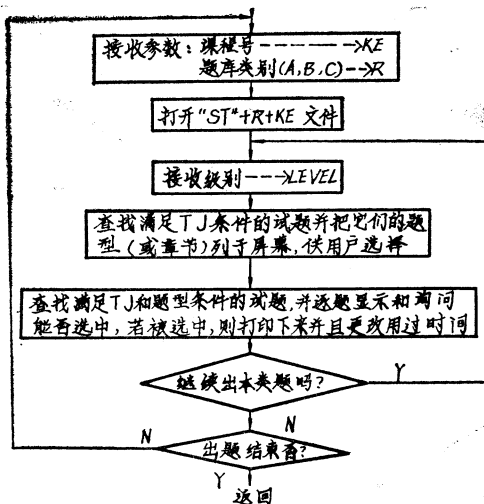 接收参数：课程号--------→KE
题库类别(A,B,C)--→R
打开"ST"+R+KE 文件
接收级别---→LEVEL
查找满足TJ条件的试题并把它们的题
型(或章节)列于屏幕,供用户选择
查找满足TJ和题型条件的试题,并逐题显示和询问
能否选中,若被选中,则打印下来并且更改用过时间
继续出本类题吗?
Y
N
N
出题结束否?
Y
返回